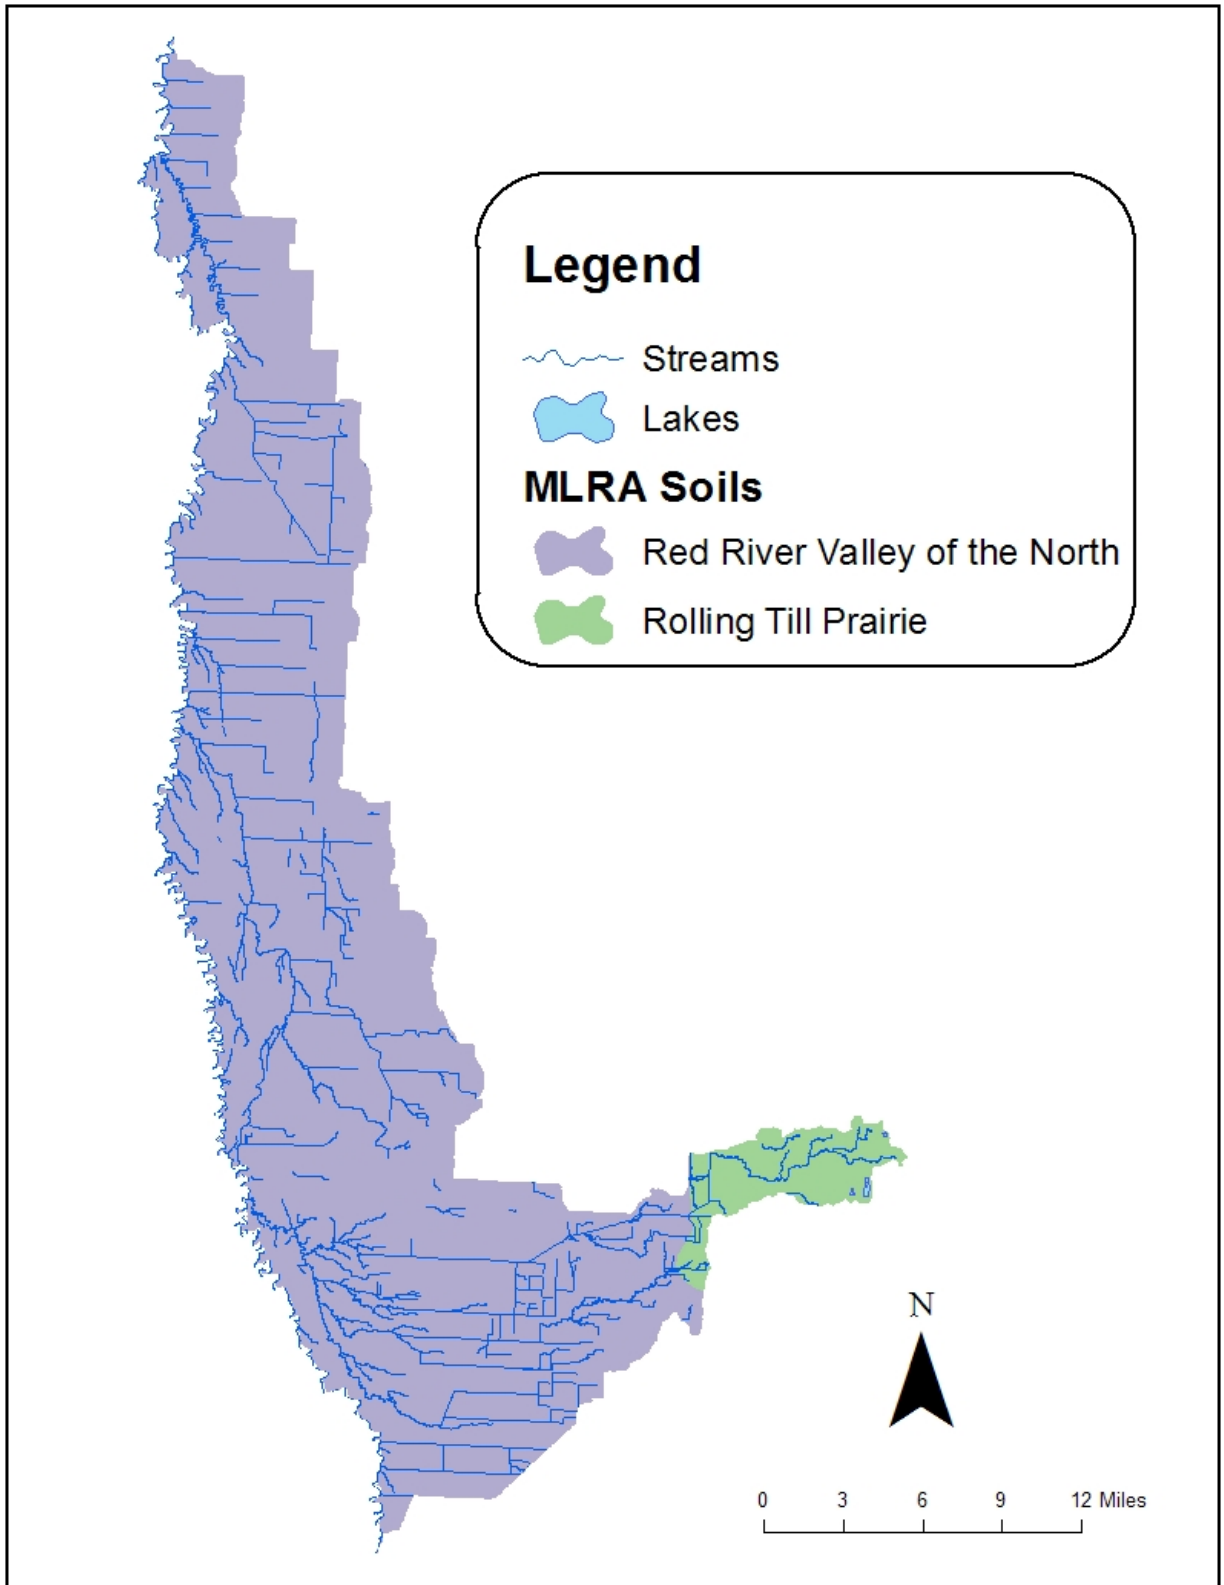 Legend
Streams
Lakes
MLRA Soils
Red River Valley of the North
Rolling Till Prairie
N
0 3 6 9 12 Miles